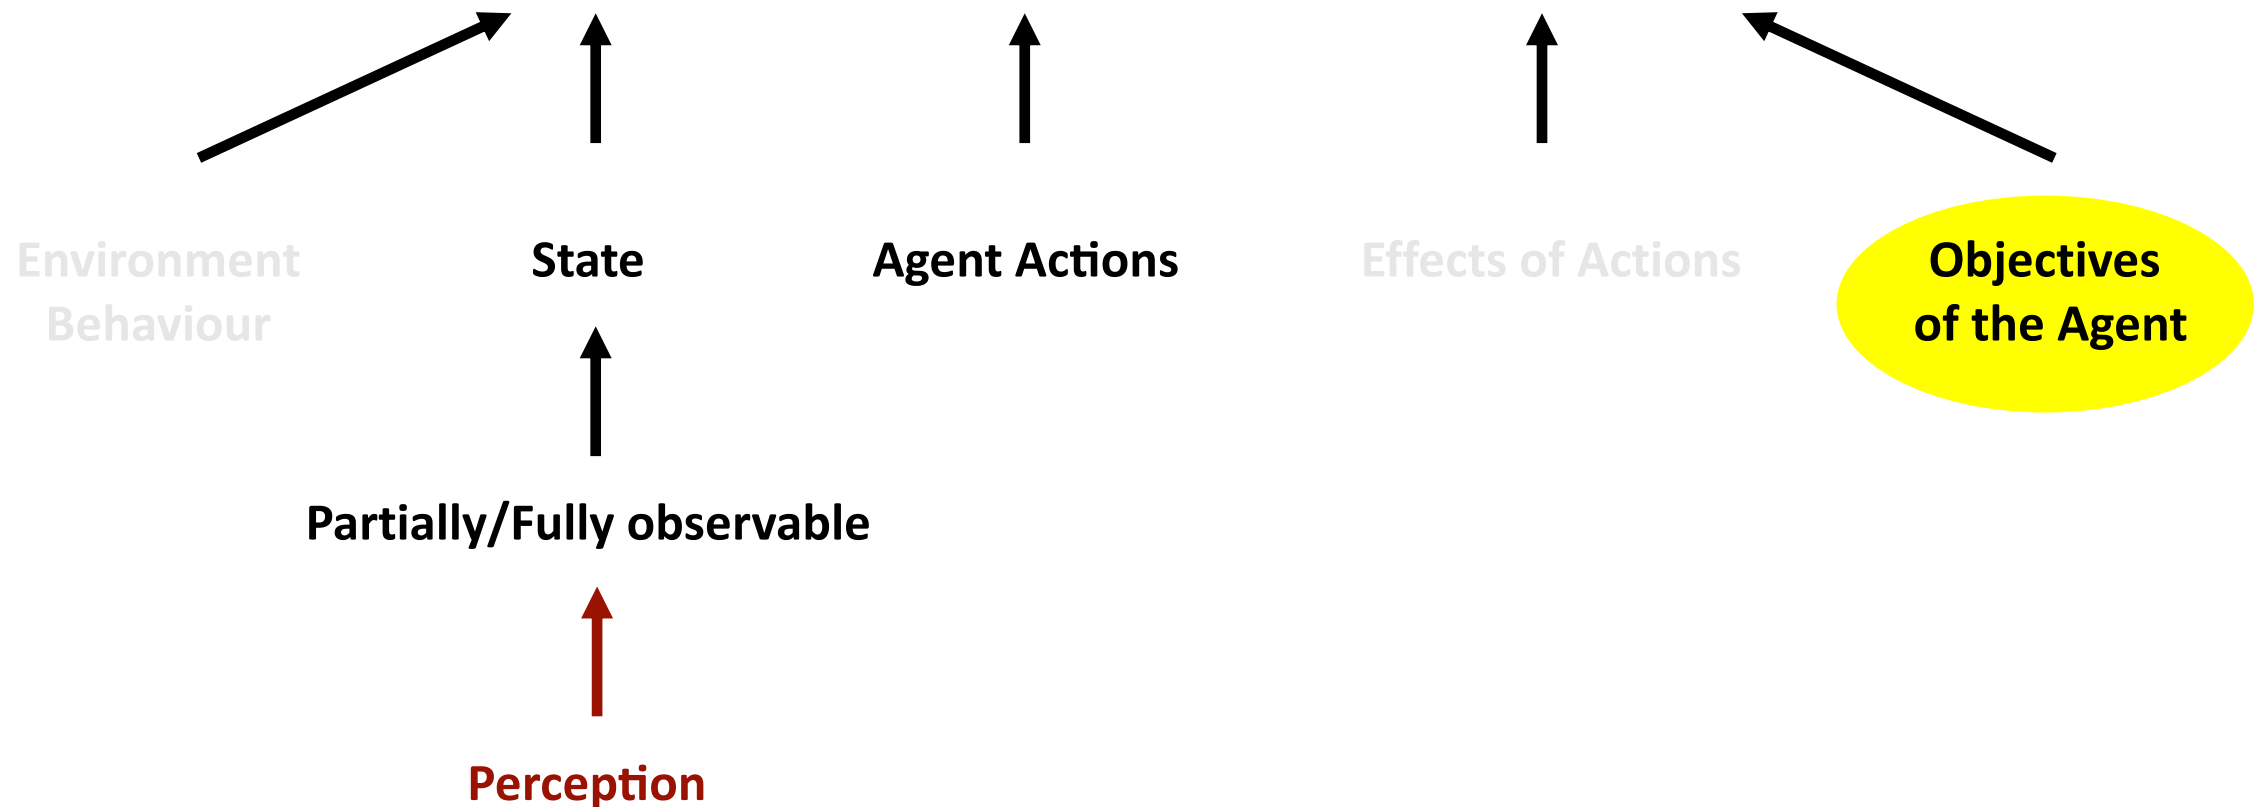 Environment
Behaviour
State
Agent Actions
Effects of Actions
Objectives
of the Agent
Partially/Fully observable
Perception